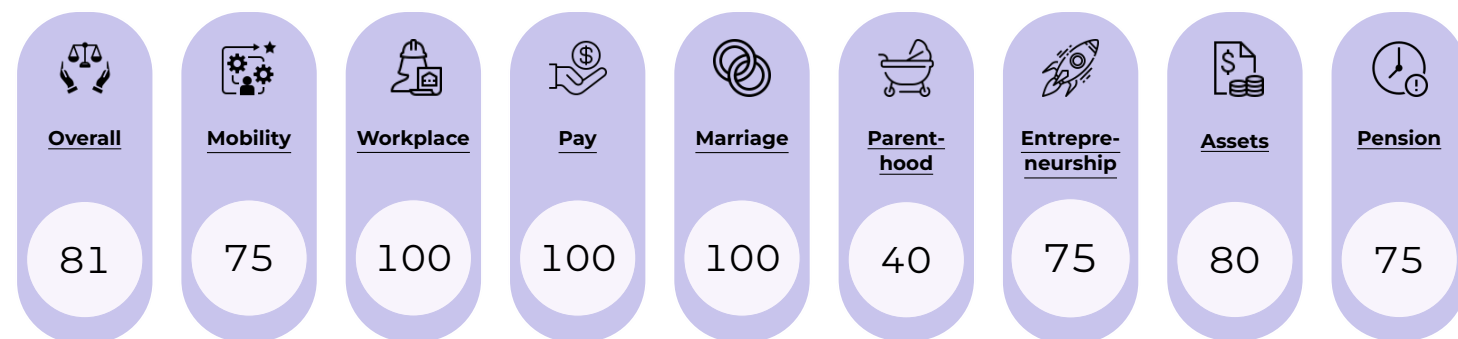 $
$
Overall
Mobility
Workplace
Pay
Marriage
Parent-
hood
Entrepre-
neurship
Assets
Pension
81
75
100
100
100
40
75
80
75